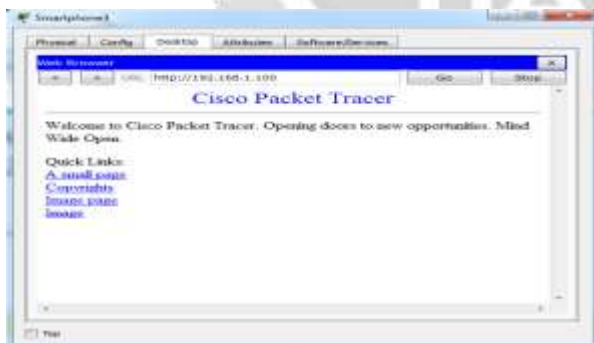 Smartphone3
Physical Config Desktop Attributes Software/Services
Web Browser X
< > URL http://192.168.1.100 Go Stop
Cisco Packet Tracer
Welcome to Cisco Packet Tracer. Opening doors to new opportunities. Mind
Wide Open.
Quick Links:
A small page
Copyrights
Image page
Image
Top